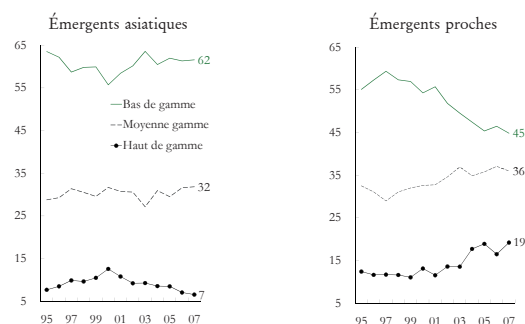 Émergents asiatiques
65
55
45
35
25
15
5
62
32
7
Bas de gamme
Moyenne gamme
Haut de gamme
95 97 99 01 03 05 07
Émergents proches
65
55
45
35
25
15
5
45
36
19
95 97 99 01 03 05 07